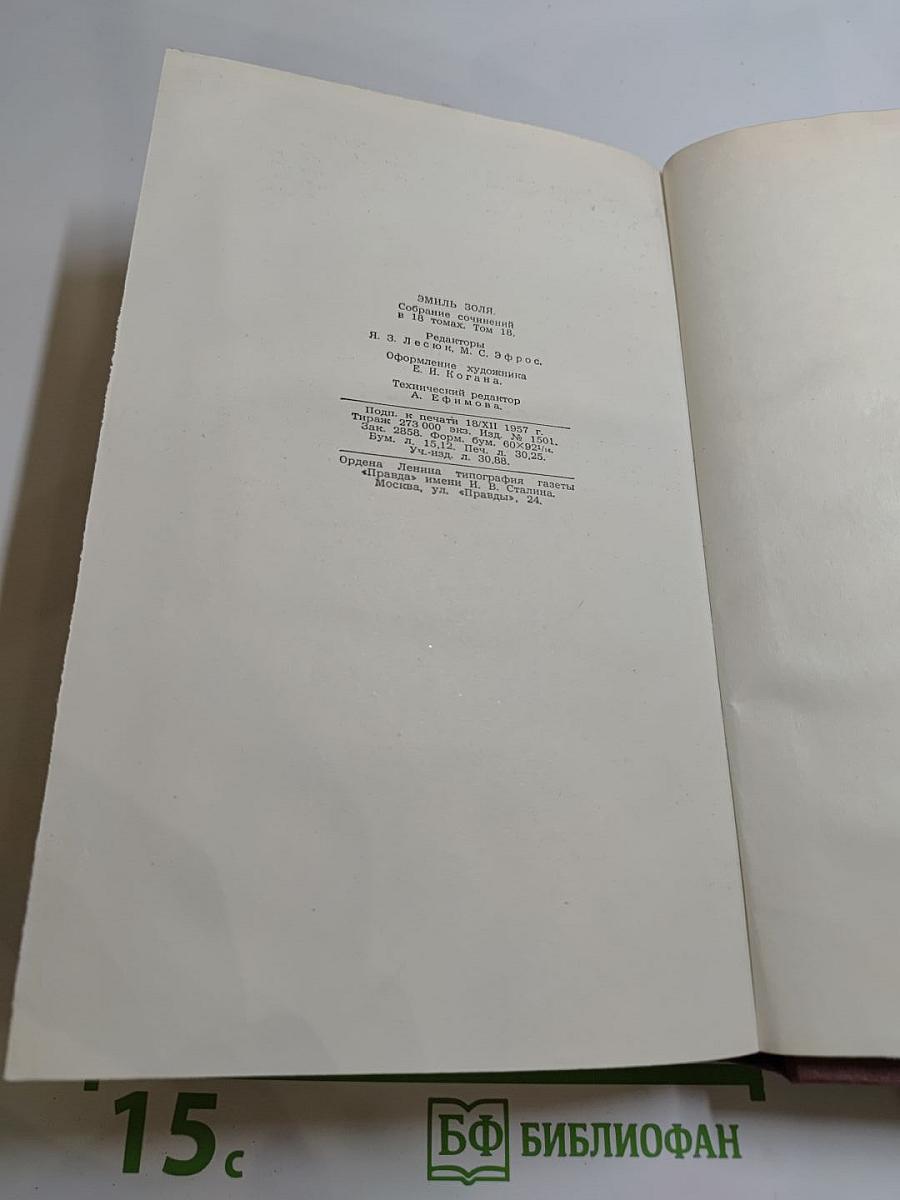 ЭМИЛЬ ЗОЛЯ.
Собрание сочинений
в 18 томах. Том 18.
Редакторы
Я. З. Лесюк, М. С. Эфрос.
Оформление художника
Е. И. Когана.
Технический редактор
А. Ефимова.
Подп. к печати 18/XII 1957 г.
Тираж 273 000 экз. Изд. № 1501.
Зак. 2858. Форм. бум. 60×92¹/₁₆.
Бум. л. 15,12. Печ. л. 30,25.
Уч.-изд. л. 30,88.
Ордена Ленина типография газеты
«Правда» имени И. В. Сталина.
Москва, ул. «Правды», 24.
15 с
БФ БИБЛИОФАН